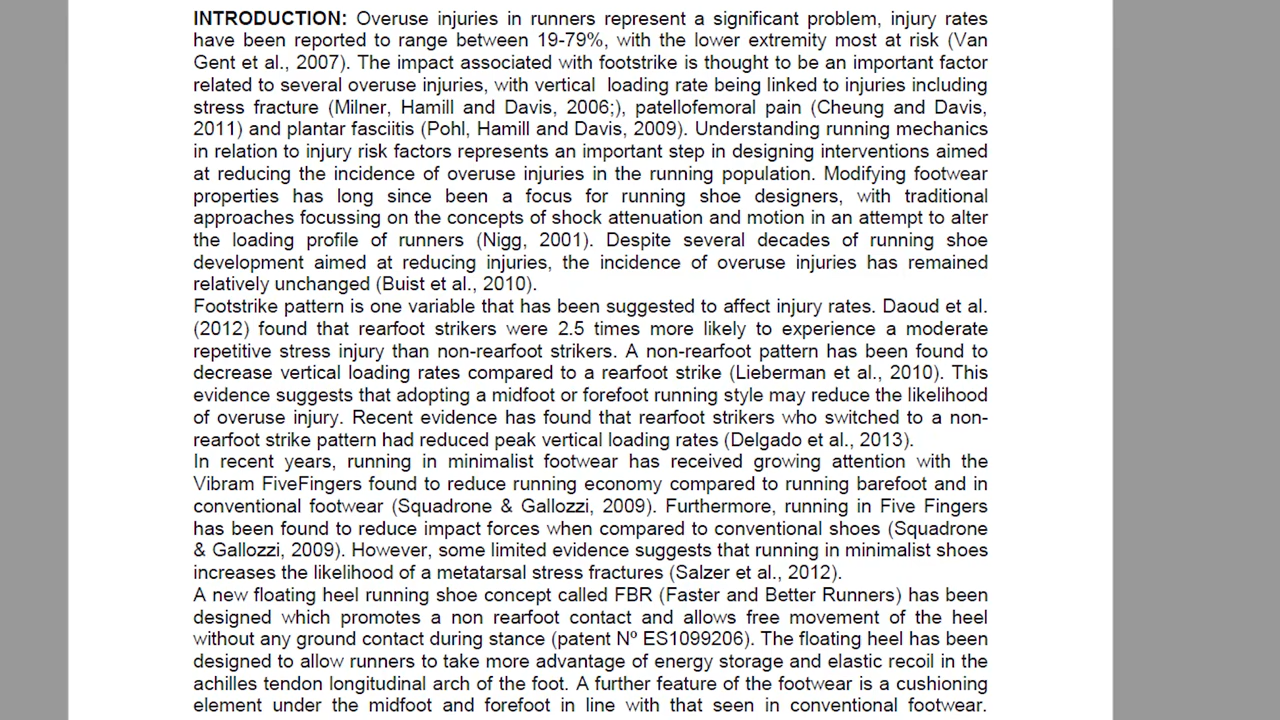 INTRODUCTION: Overuse injuries in runners represent a significant problem, injury rates
have been reported to range between 19-79%, with the lower extremity most at risk (Van
Gent et al., 2007). The impact associated with footstrike is thought to be an important factor
related to several overuse injuries, with vertical loading rate being linked to injuries including
stress fracture (Milner, Hamill and Davis, 2006;), patellofemoral pain (Cheung and Davis,
2011) and plantar fasciitis (Pohl, Hamill and Davis, 2009). Understanding running mechanics
in relation to injury risk factors represents an important step in designing interventions aimed
at reducing the incidence of overuse injuries in the running population. Modifying footwear
properties has long since been a focus for running shoe designers, with traditional
approaches focussing on the concepts of shock attenuation and motion in an attempt to alter
the loading profile of runners (Nigg, 2001). Despite several decades of running shoe
development aimed at reducing injuries, the incidence of overuse injuries has remained
relatively unchanged (Buist et al., 2010).
Footstrike pattern is one variable that has been suggested to affect injury rates. Daoud et al.
(2012) found that rearfoot strikers were 2.5 times more likely to experience a moderate
repetitive stress injury than non-rearfoot strikers. A non-rearfoot pattern has been found to
decrease vertical loading rates compared to a rearfoot strike (Lieberman et al., 2010). This
evidence suggests that adopting a midfoot or forefoot running style may reduce the likelihood
of overuse injury. Recent evidence has found that rearfoot strikers who switched to a non-
rearfoot strike pattern had reduced peak vertical loading rates (Delgado et al., 2013).
In recent years, running in minimalist footwear has received growing attention with the
Vibram FiveFingers found to reduce running economy compared to running barefoot and in
conventional footwear (Squadrone & Gallozzi, 2009). Furthermore, running in Five Fingers
has been found to reduce impact forces when compared to conventional shoes (Squadrone
& Gallozzi, 2009). However, some limited evidence suggests that running in minimalist shoes
increases the likelihood of a metatarsal stress fractures (Salzer et al., 2012).
A new floating heel running shoe concept called FBR (Faster and Better Runners) has been
designed which promotes a non rearfoot contact and allows free movement of the heel
without any ground contact during stance (patent Nº ES1099206). The floating heel has been
designed to allow runners to take more advantage of energy storage and elastic recoil in the
achilles tendon longitudinal arch of the foot. A further feature of the footwear is a cushioning
element under the midfoot and forefoot in line with that seen in conventional footwear.